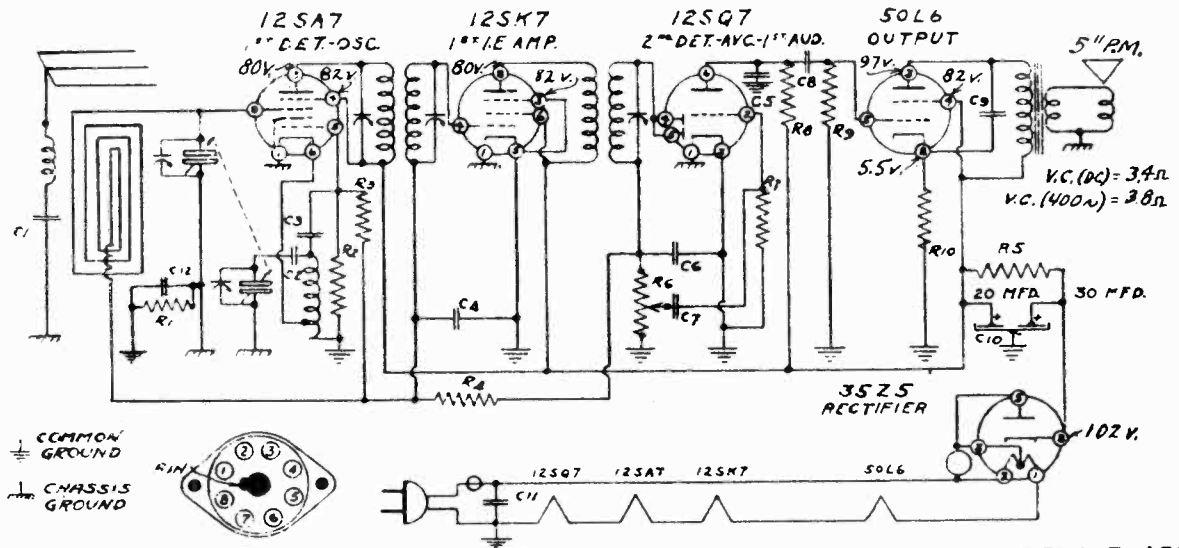 12SA7
1ST DET.-OSC.
12SK7
1ST I.F. AMP.
12SQ7
2ND DET.-AVC-1ST AUD.
50L6
OUTPUT
5" P.M.
80V.
82V.
80V.
82V.
97V.
82V.
5.5V.
V.C. (DC) = 3.4Ω
V.C. (400~) = 3.8Ω
C1
C12
R1
C2
C3
R2
R3
C4
R4
C5
C6
R6
C7
R7
C8
R8
R9
C9
R10
R5
20 MFD.
30 MFD.
C10
35Z5
RECTIFIER
102 V.
COMMON
GROUND
CHASSIS
GROUND
PIN
1
2
3
4
5
6
7
8
C11
12SQ7
12SA7
12SK7
50L6